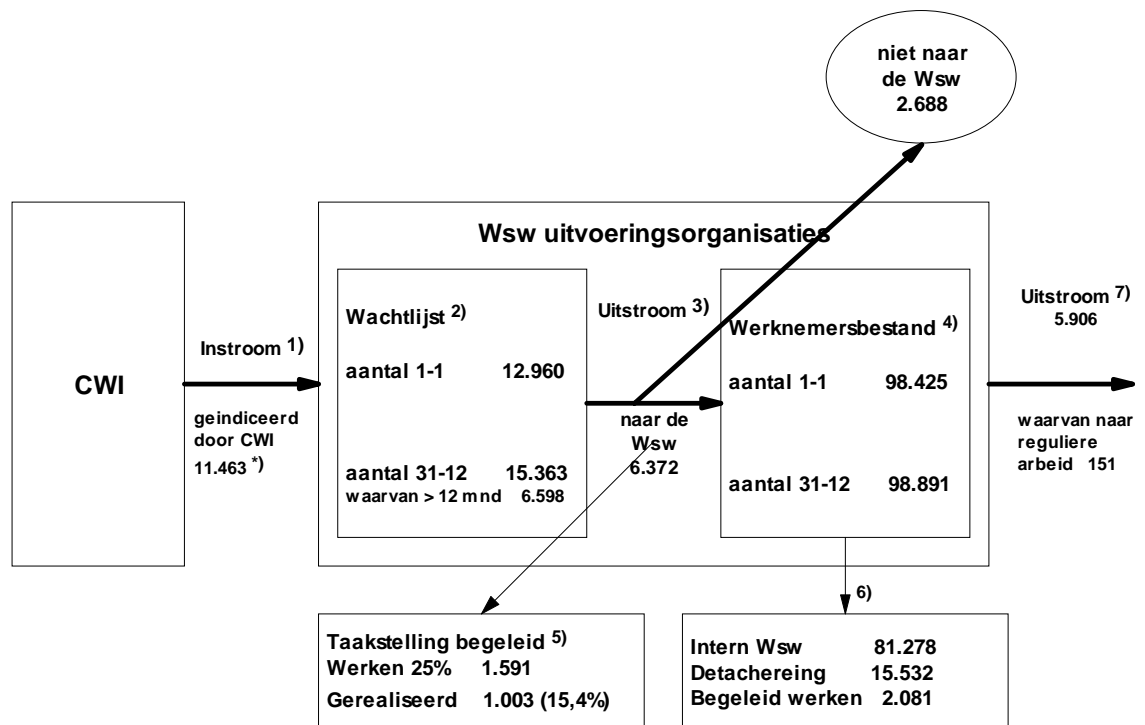 niet naar
de Wsw
2.688
Wsw uitvoeringsorganisaties
CWI
Instroom 1)
geindiceerd
door CWI
11.463 *)
Wachtlijst 2)
aantal 1-1 12.960
aantal 31-12 15.363
waarvan > 12 mnd 6.598
Uitstroom 3)
naar de
Wsw
6.372
Werknemersbestand 4)
aantal 1-1 98.425
aantal 31-12 98.891
Uitstroom 7)
5.906
waarvan naar
reguliere
arbeid 151
Taakstelling begeleid 5)
Werken 25% 1.591
Gerealiseerd 1.003 (15,4%)
6)
Intern Wsw 81.278
Detachereing 15.532
Begeleid werken 2.081